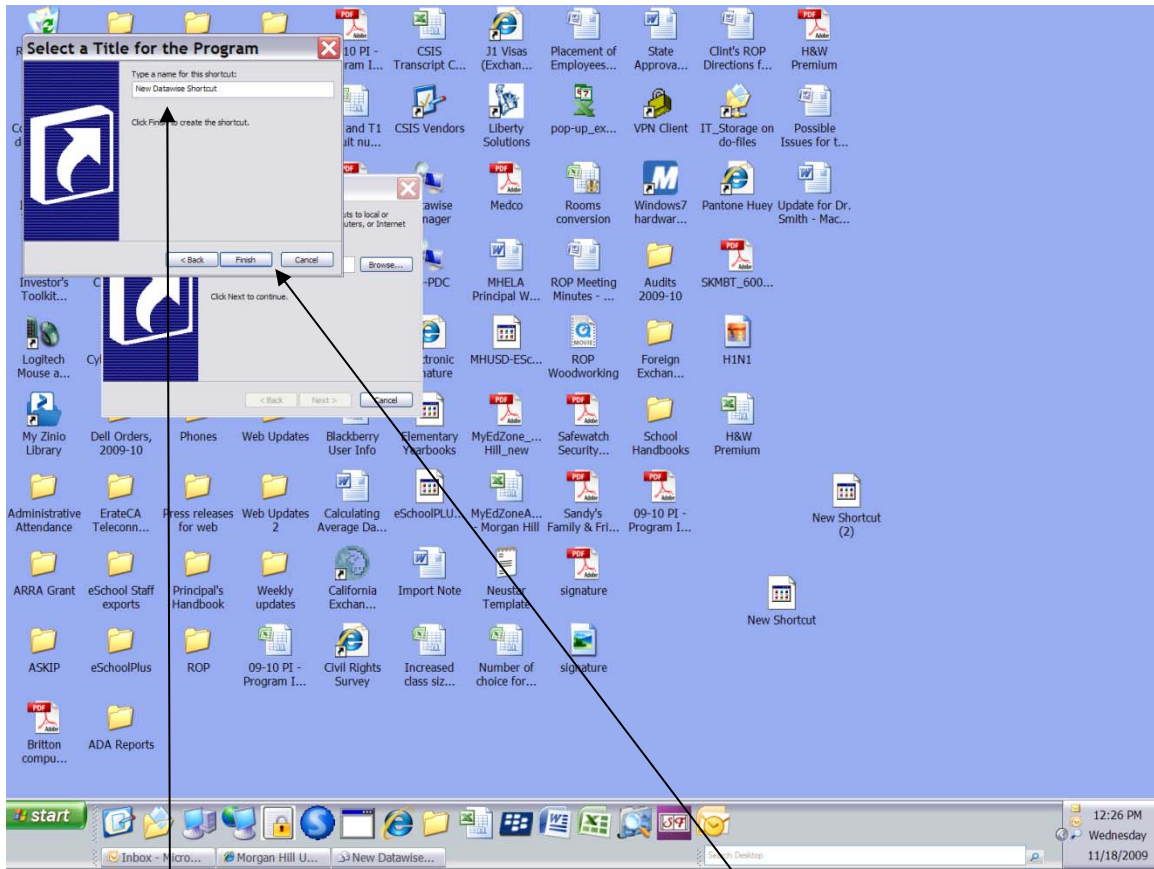 Select a Title for the Program
Type a name for this shortcut:
New Datawise Shortcut
Click Finish to create the shortcut.
< Back
Finish
Cancel
uts to local or
uters, or Internet
Browse...
Click Next to continue.
< Back
Next >
Cancel
10 PI -
ram I...
CSIS
Transcript C...
J1 Visas
(Exchan...
Placement of
Employees...
State
Approva...
Clint's ROP
Directions f...
H&W
Premium
and T1
uit nu...
CSIS Vendors
Liberty
Solutions
pop-up_ex...
VPN Client
IT_Storage on
do-files
Possible
Issues for t...
tawise
nager
Medco
Rooms
conversion
Windows7
hardwar...
Pantone Huey
Update for Dr.
Smith - Mac...
Investor's
Toolkit...
-PDC
MHELA
Principal W...
ROP Meeting
Minutes - ...
Audits
2009-10
SKMBT_600...
Logitech
Mouse a...
Cyl
tronic
nature
MHUSD-ESc...
ROP
Woodworking
Foreign
Exchan...
H1N1
My Zinio
Library
Dell Orders,
2009-10
Phones
Web Updates
Blackberry
User Info
Elementary
Yearbooks
MyEdZone_...
Hill_new
Safewatch
Security...
School
Handbooks
H&W
Premium
Administrative
Attendance
ErateCA
Teleconn...
Press releases
for web
Web Updates
2
Calculating
Average Da...
eSchoolPLU...
MyEdZoneA...
- Morgan Hill
Sandy's
Family & Fri...
09-10 PI -
Program I...
New Shortcut
(2)
ARRA Grant
eSchool Staff
exports
Principal's
Handbook
Weekly
updates
California
Exchan...
Import Note
Neustar
Template
signature
New Shortcut
ASKIP
eSchoolPlus
ROP
09-10 PI -
Program I...
Civil Rights
Survey
Increased
class siz...
Number of
choice for...
signature
Britton
compu...
ADA Reports
start
12:26 PM
Wednesday
11/18/2009
Inbox - Micro...
Morgan Hill U...
New Datawise...
Search Desktop